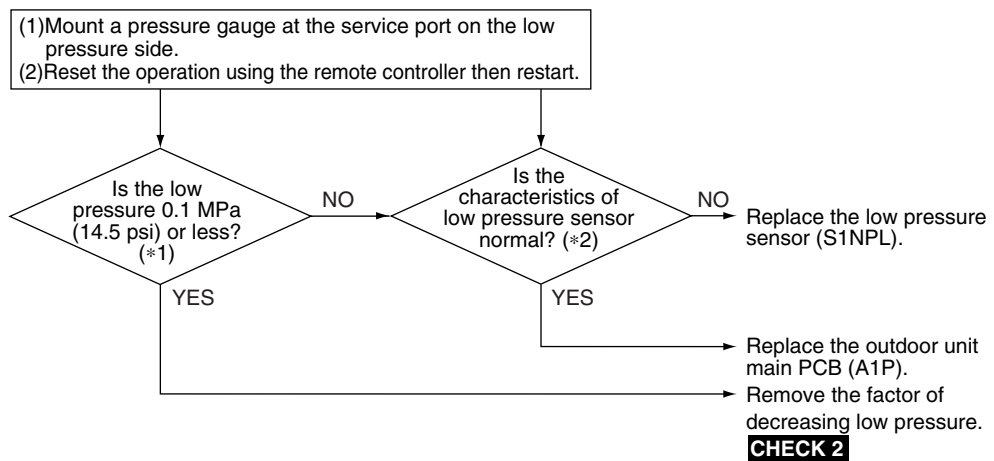 (1)Mount a pressure gauge at the service port on the low
pressure side.
(2)Reset the operation using the remote controller then restart.
Is the low
pressure 0.1 MPa
(14.5 psi) or less?
(∗1)
NO
YES
Is the
characteristics of
low pressure sensor
normal? (∗2)
NO
YES
Replace the low pressure
sensor (S1NPL).
Replace the outdoor unit
main PCB (A1P).
Remove the factor of
decreasing low pressure.
CHECK 2